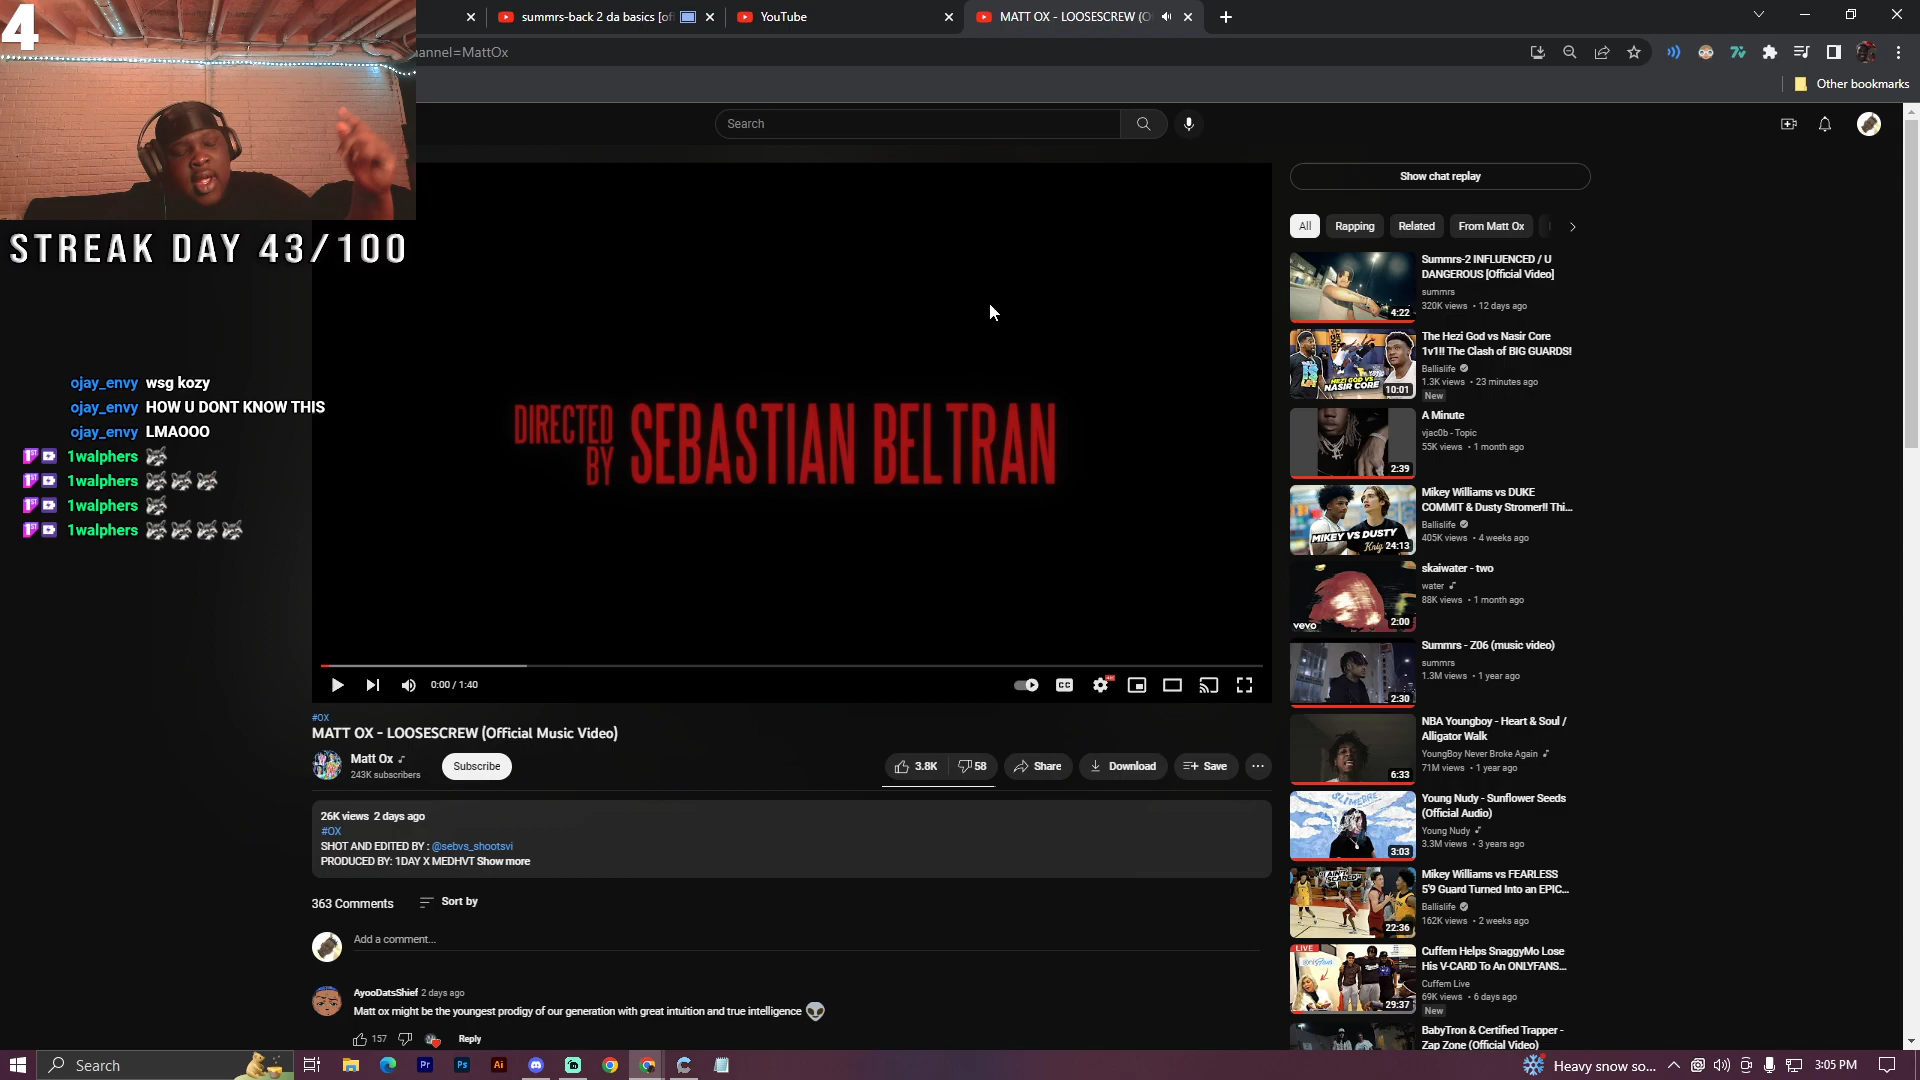 4
summrs-back 2 da basics [of
YouTube
MATT OX - LOOSESCREW (O
annel=MattOx
Other bookmarks
Search
STREAK DAY 43/100
ojay_envy wsg kozy
ojay_envy HOW U DONT KNOW THIS
ojay_envy LMAOOO
1walphers
1walphers
1walphers
1walphers
DIRECTED BY SEBASTIAN BELTRAN
0:00 / 1:40
CC
#OX
MATT OX - LOOSESCREW (Official Music Video)
Matt Ox
243K subscribers
Subscribe
3.8K
58
Share
Download
Save
26K views 2 days ago
#OX
SHOT AND EDITED BY : @sebvs_shootsvi
PRODUCED BY: 1DAY X MEDHVT Show more
363 Comments
Sort by
Add a comment...
AyooDatsShief 2 days ago
Matt ox might be the youngest prodigy of our generation with great intuition and true intelligence
157
Reply
Show chat replay
All
Rapping
Related
From Matt Ox
Summrs-2 INFLUENCED / U
DANGEROUS [Official Video]
summrs
320K views • 12 days ago
4:22
The Hezi God vs Nasir Core
1v1!! The Clash of BIG GUARDS!
Ballislife
1.3K views • 23 minutes ago
New
HEZI GOD VS
NASIR CORE
10:01
A Minute
vjac0b - Topic
55K views • 1 month ago
2:39
Mikey Williams vs DUKE
COMMIT & Dusty Stromer!! Thi...
Ballislife
405K views • 4 weeks ago
MIKEY VS DUSTY
24:13
skaiwater - two
water
88K views • 1 month ago
vevo
2:00
Summrs - Z06 (music video)
summrs
1.3M views • 1 year ago
2:30
NBA Youngboy - Heart & Soul /
Alligator Walk
YoungBoy Never Broke Again
71M views • 1 year ago
6:33
Young Nudy - Sunflower Seeds
(Official Audio)
Young Nudy
3.3M views • 3 years ago
3:03
Mikey Williams vs FEARLESS
5'9 Guard Turned Into an EPIC...
Ballislife
162K views • 2 weeks ago
22:36
Cuffem Helps SnaggyMo Lose
His V-CARD To An ONLYFANS...
Cuffem Live
69K views • 6 days ago
New
LIVE
29:37
BabyTron & Certified Trapper -
Zap Zone (Official Video)
Search
Pr
Ps
Ai
Heavy snow so...
3:05 PM